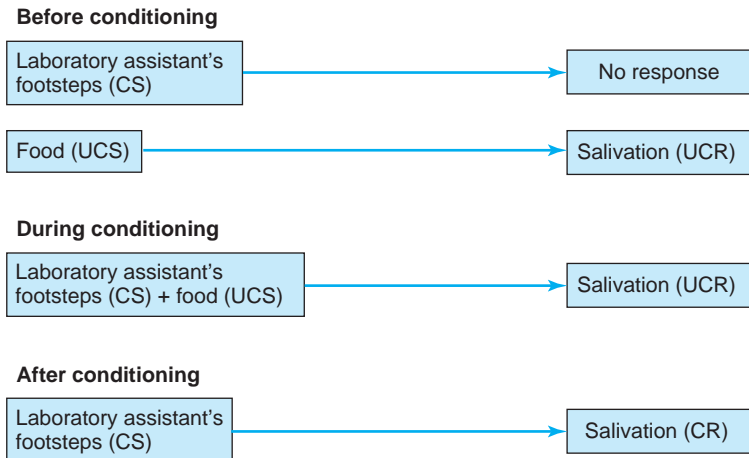 Before conditioning
Laboratory assistant's
footsteps (CS)
No response
Food (UCS)
Salivation (UCR)
During conditioning
Laboratory assistant's
footsteps (CS) + food (UCS)
Salivation (UCR)
After conditioning
Laboratory assistant's
footsteps (CS)
Salivation (CR)